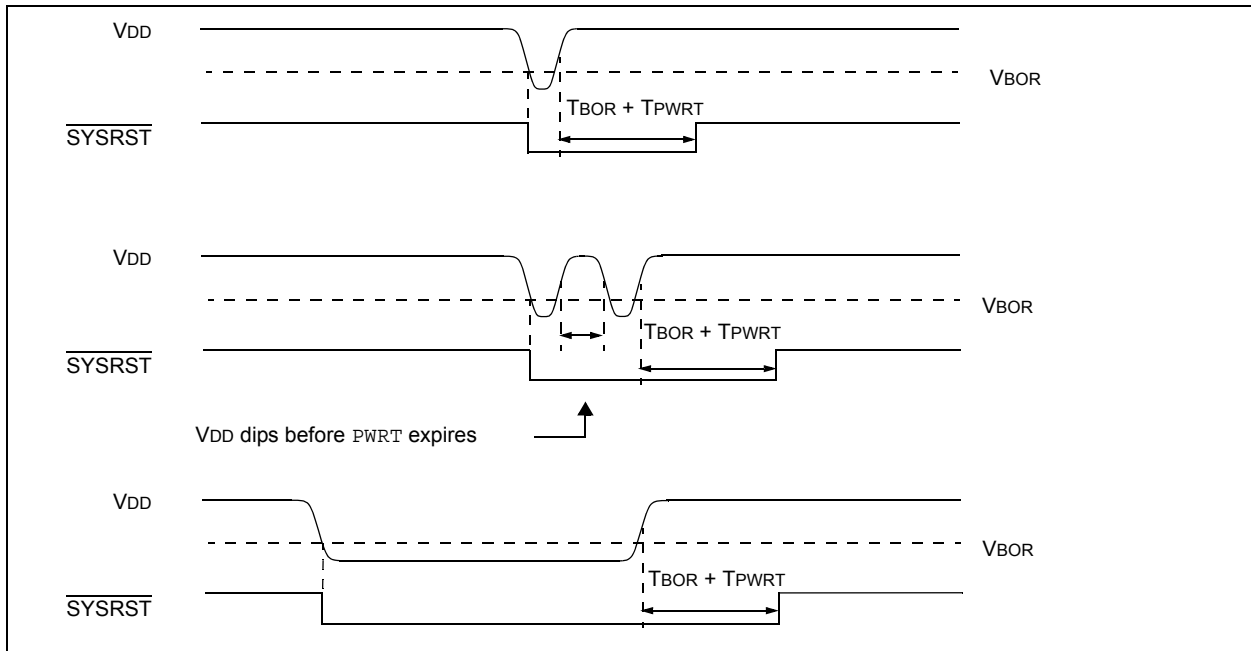 VDD
VBOR
TBOR + TPWRT
SYSRST
VDD
VBOR
TBOR + TPWRT
SYSRST
VDD dips before PWRT expires
VDD
VBOR
TBOR + TPWRT
SYSRST